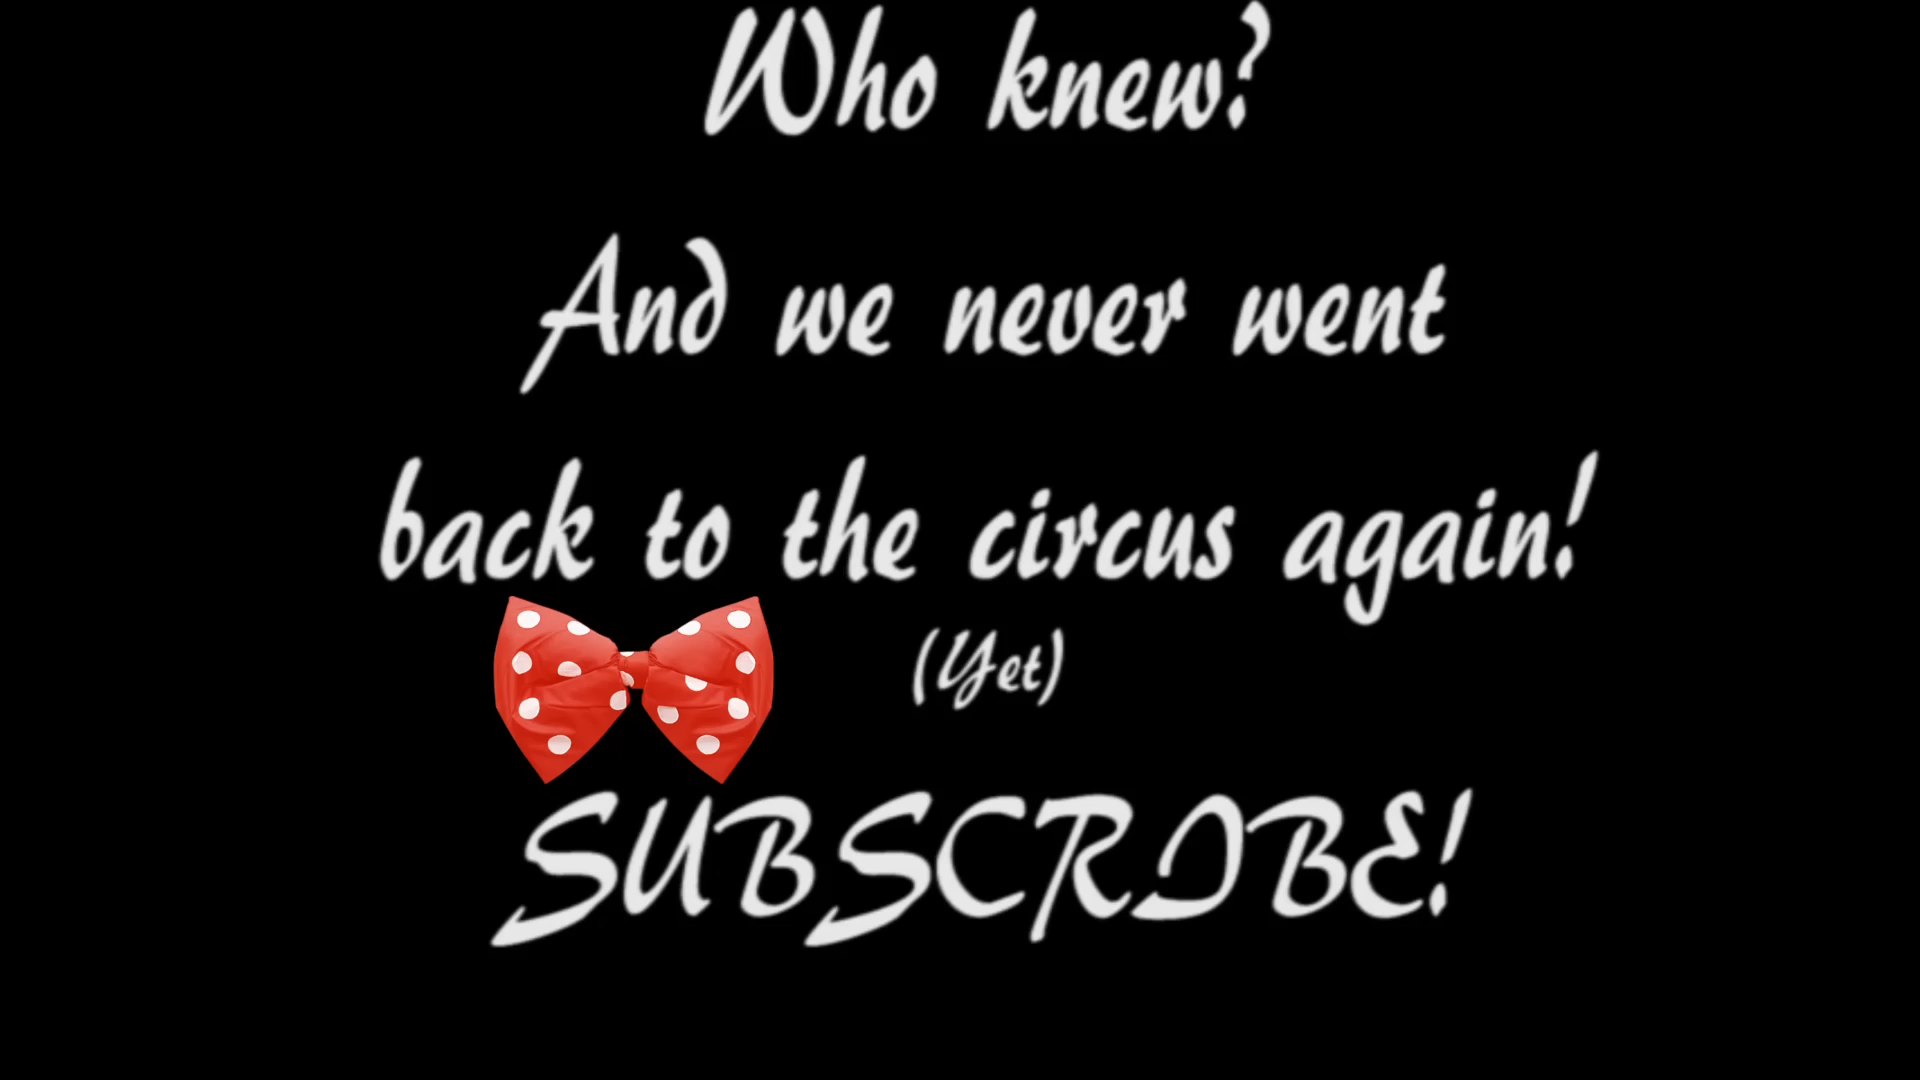 Who knew?
And we never went
back to the circus again!
(Yet)
SUBSCRIBE!